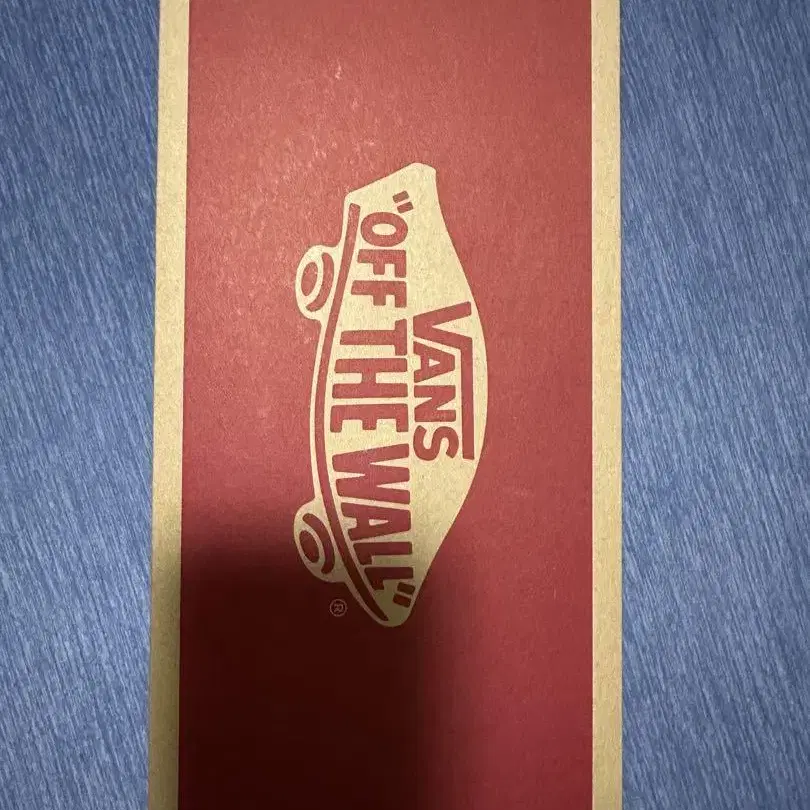 VANS
"OFF THE WALL"
®